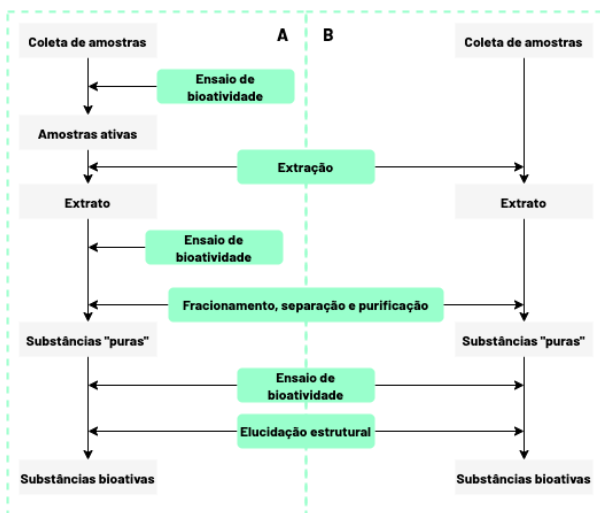 Coleta de amostras
A
B
Coleta de amostras
Ensaio de
bioatividade
Amostras ativas
Extração
Extrato
Extrato
Ensaio de
bioatividade
Fracionamento, separação e purificação
Substâncias "puras"
Substâncias "puras"
Ensaio de
bioatividade
Elucidação estrutural
Substâncias bioativas
Substâncias bioativas